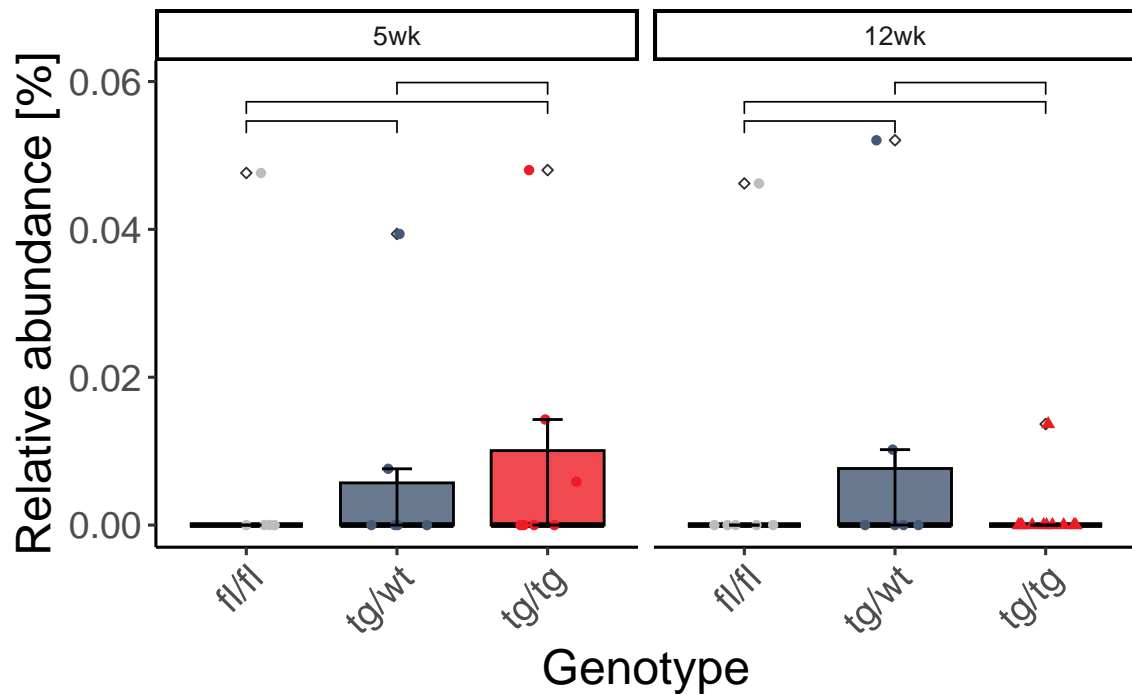 5wk
12wk
Relative abundance [%]
0.06
0.04
0.02
0.00
fl/fl
tg/wt
tg/tg
fl/fl
tg/wt
tg/tg
Genotype